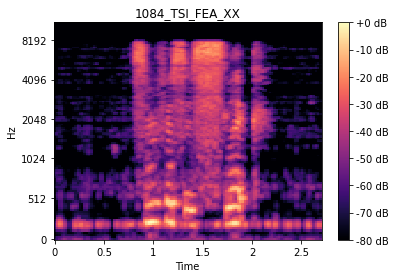 1084_TSI_FEA_XX
+0 dB
8192
-10 dB
4096
-20 dB
-30 dB
2048
Hz
-40 dB
1024
-50 dB
512
-60 dB
-70 dB
0
-80 dB
0 0.5 1 1.5 2 2.5
Time